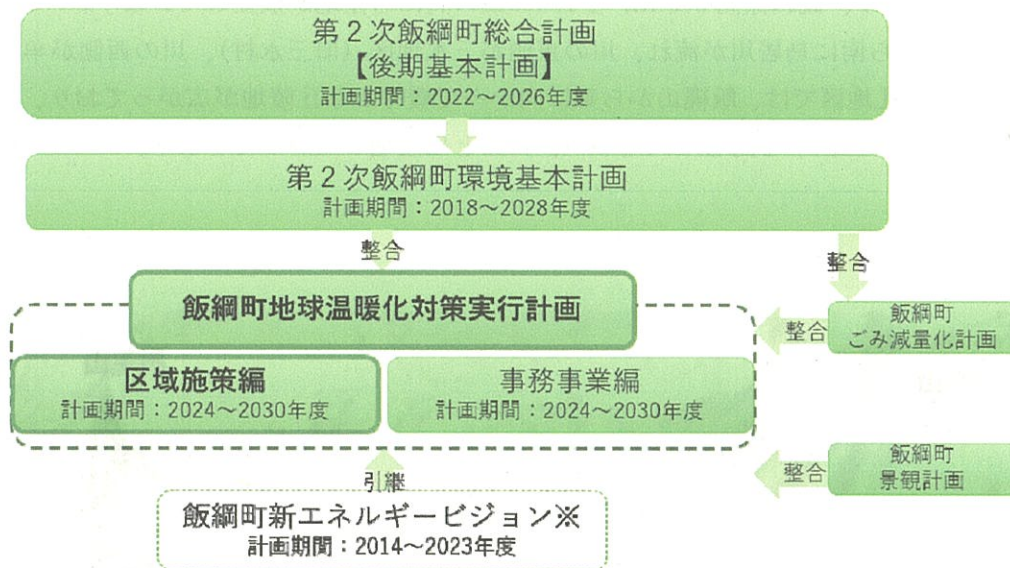 第2次飯綱町総合計画
【後期基本計画】
計画期間：2022～2026年度
第2次飯綱町環境基本計画
計画期間：2018～2028年度
整合
整合
飯綱町地球温暖化対策実行計画
整合
飯綱町
ごみ減量化計画
区域施策編
計画期間：2024～2030年度
事務事業編
計画期間：2024～2030年度
整合
飯綱町
景観計画
引継
飯綱町新エネルギービジョン※
計画期間：2014～2023年度